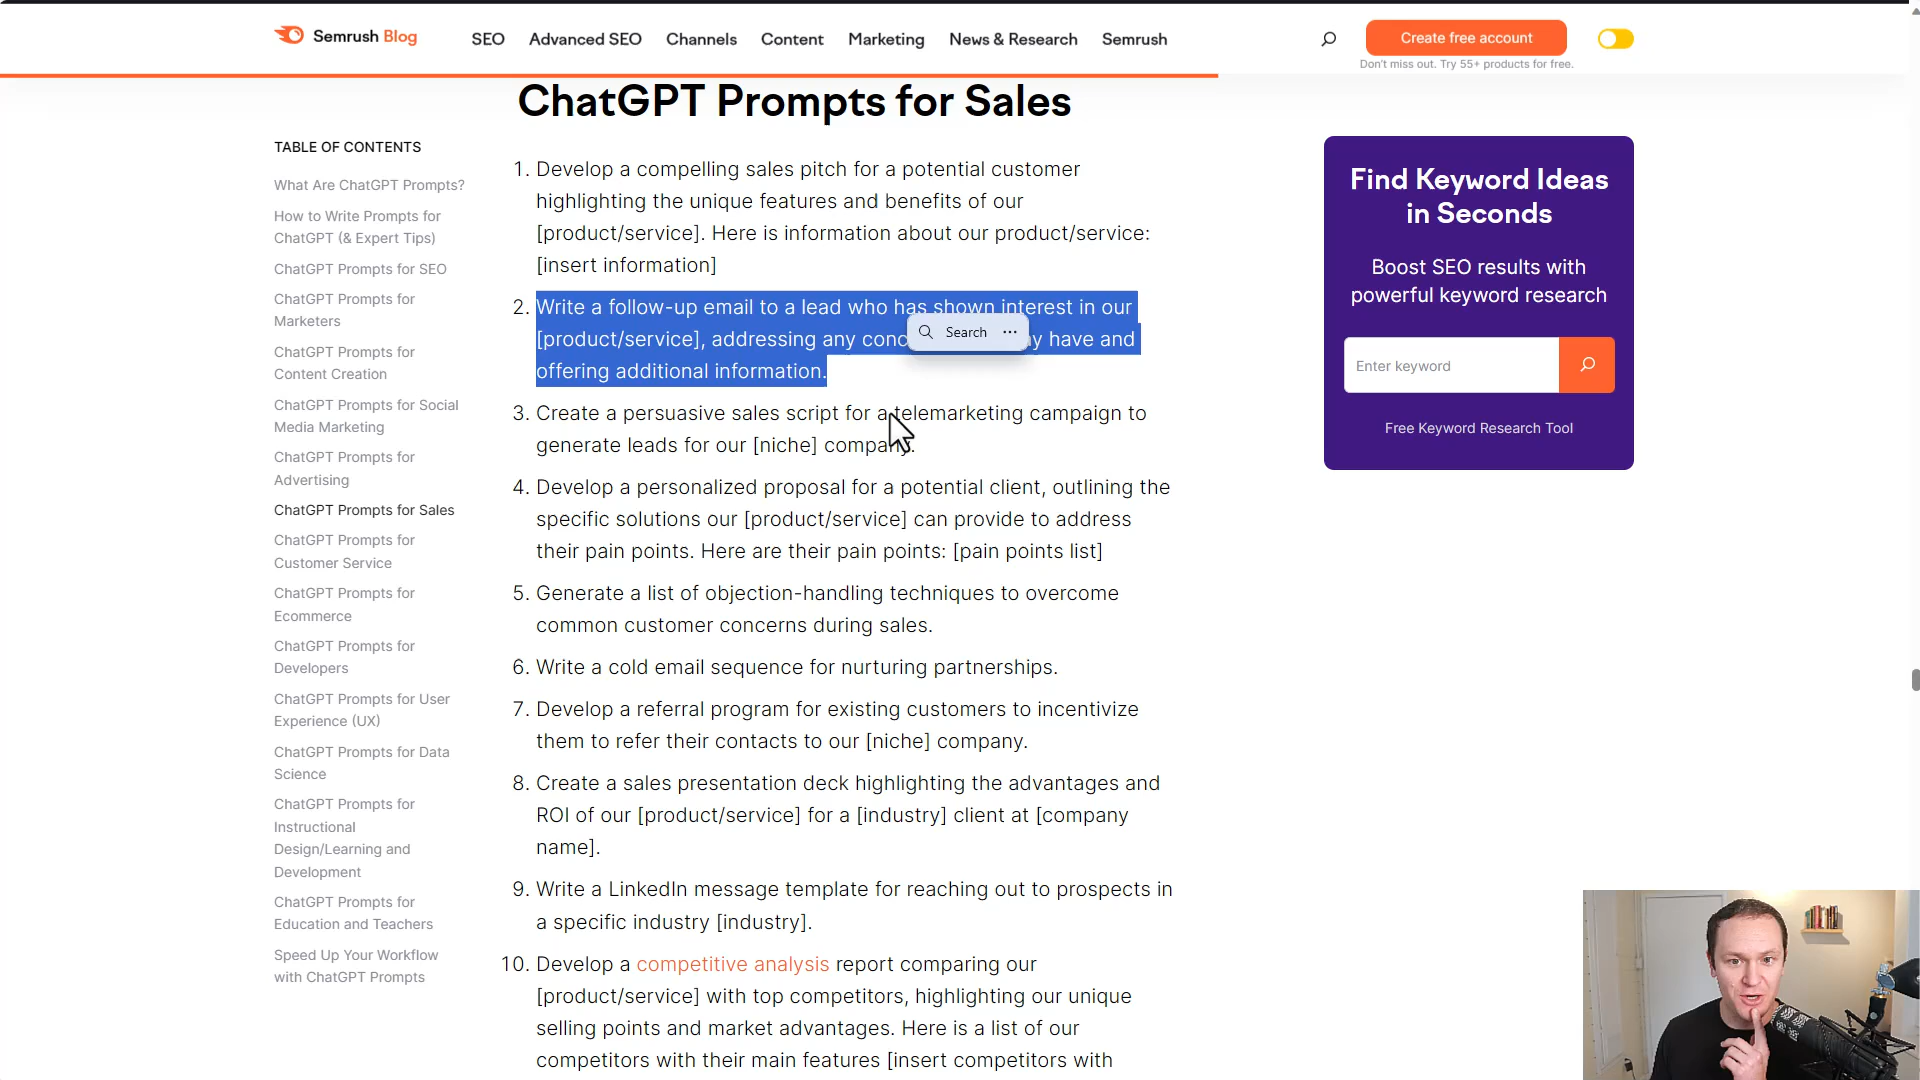 Semrush Blog
SEO
Advanced SEO
Channels
Content
Marketing
News & Research
Semrush
Create free account
Don't miss out. Try 55+ products for free.
ChatGPT Prompts for Sales
TABLE OF CONTENTS
What Are ChatGPT Prompts?
How to Write Prompts for
ChatGPT (& Expert Tips)
ChatGPT Prompts for SEO
ChatGPT Prompts for
Marketers
ChatGPT Prompts for
Content Creation
ChatGPT Prompts for Social
Media Marketing
ChatGPT Prompts for
Advertising
ChatGPT Prompts for Sales
ChatGPT Prompts for
Customer Service
ChatGPT Prompts for
Ecommerce
ChatGPT Prompts for
Developers
ChatGPT Prompts for User
Experience (UX)
ChatGPT Prompts for Data
Science
ChatGPT Prompts for
Instructional
Design/Learning and
Development
ChatGPT Prompts for
Education and Teachers
Speed Up Your Workflow
with ChatGPT Prompts
1. Develop a compelling sales pitch for a potential customer
highlighting the unique features and benefits of our
[product/service]. Here is information about our product/service:
[insert information]
2. Write a follow-up email to a lead who has shown interest in our
[product/service], addressing any conc
Search
y have and
offering additional information.
3. Create a persuasive sales script for a telemarketing campaign to
generate leads for our [niche] company.
4. Develop a personalized proposal for a potential client, outlining the
specific solutions our [product/service] can provide to address
their pain points. Here are their pain points: [pain points list]
5. Generate a list of objection-handling techniques to overcome
common customer concerns during sales.
6. Write a cold email sequence for nurturing partnerships.
7. Develop a referral program for existing customers to incentivize
them to refer their contacts to our [niche] company.
8. Create a sales presentation deck highlighting the advantages and
ROI of our [product/service] for a [industry] client at [company
name].
9. Write a LinkedIn message template for reaching out to prospects in
a specific industry [industry].
10. Develop a competitive analysis report comparing our
[product/service] with top competitors, highlighting our unique
selling points and market advantages. Here is a list of our
competitors with their main features [insert competitors with
Find Keyword Ideas
in Seconds
Boost SEO results with
powerful keyword research
Enter keyword
Free Keyword Research Tool